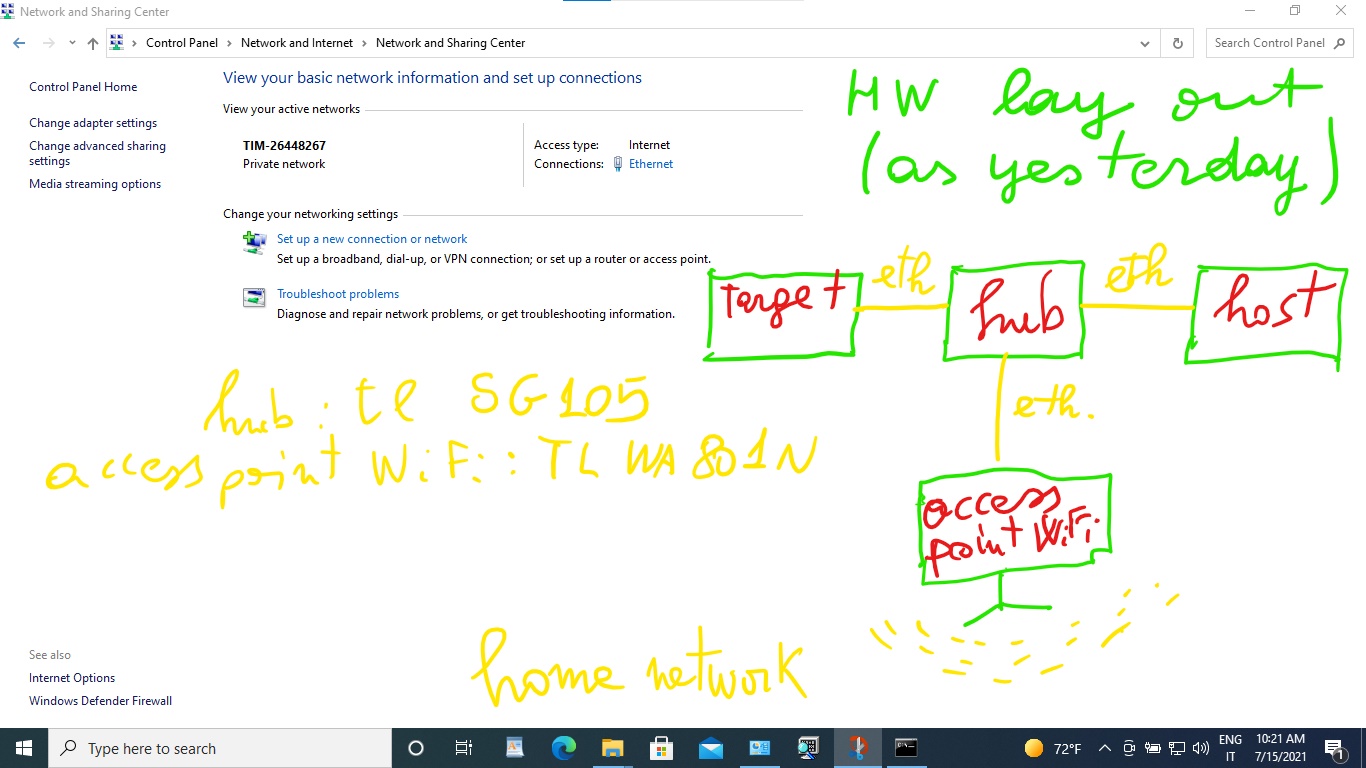 Network and Sharing Center
Control Panel > Network and Internet > Network and Sharing Center
Search Control Panel
Control Panel Home
Change adapter settings
Change advanced sharing
settings
Media streaming options
View your basic network information and set up connections
View your active networks
TIM-26448267
Private network
Access type: Internet
Connections: Ethernet
Change your networking settings
Set up a new connection or network
Set up a broadband, dial-up, or VPN connection; or set up a router or access point.
Troubleshoot problems
Diagnose and repair network problems, or get troubleshooting information.
HW lay out
(as yesterday)
Target eth hub eth host
eth.
hub: tl SG105
access point WiFi: TL WA801N
access
point WiFi
home network
See also
Internet Options
Windows Defender Firewall
Type here to search
72°F
ENG
IT
10:21 AM
7/15/2021
1